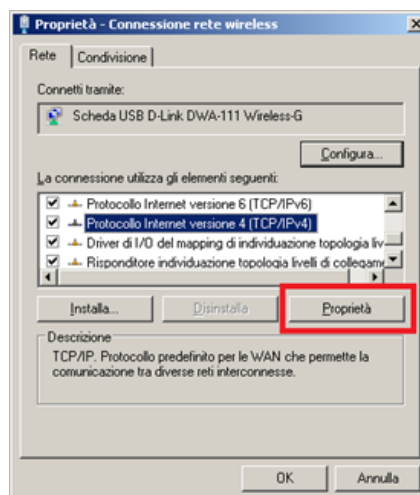 Proprietà - Connessione rete wireless
Rete
Condivisione
Connetti tramite:
Scheda USB D-Link DWA-111 Wireless-G
Configura...
La connessione utilizza gli elementi seguenti:
Protocollo Internet versione 6 (TCP/IPv6)
Protocollo Internet versione 4 (TCP/IPv4)
Driver di I/O del mapping di individuazione topologia liv
Risponditore individuazione topologia livelli di collegame
Installa...
Disinstalla
Proprietà
Descrizione
TCP/IP. Protocollo predefinito per le WAN che permette la
comunicazione tra diverse reti interconnesse.
OK
Annulla